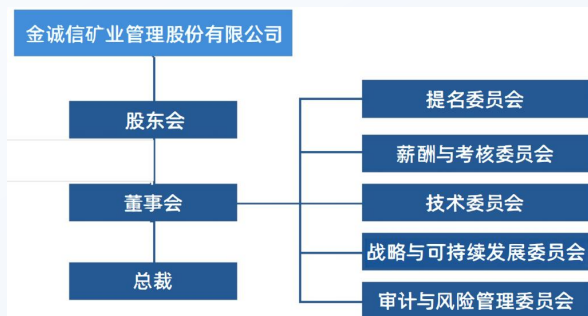 金诚信矿业管理股份有限公司
股东会
董事会
总裁
提名委员会
薪酬与考核委员会
技术委员会
战略与可持续发展委员会
审计与风险管理委员会